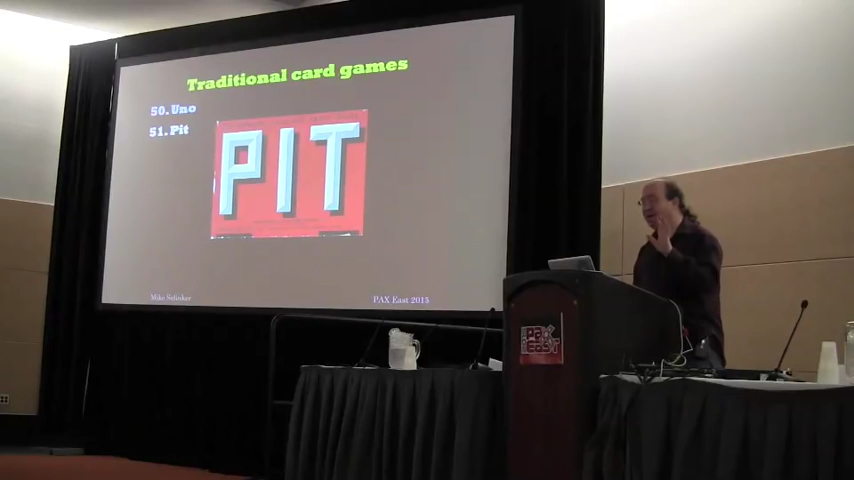 Traditional card games
50. Uno
51. Pit
PIT
Mike Selinker
PAX East 2015
pax
east